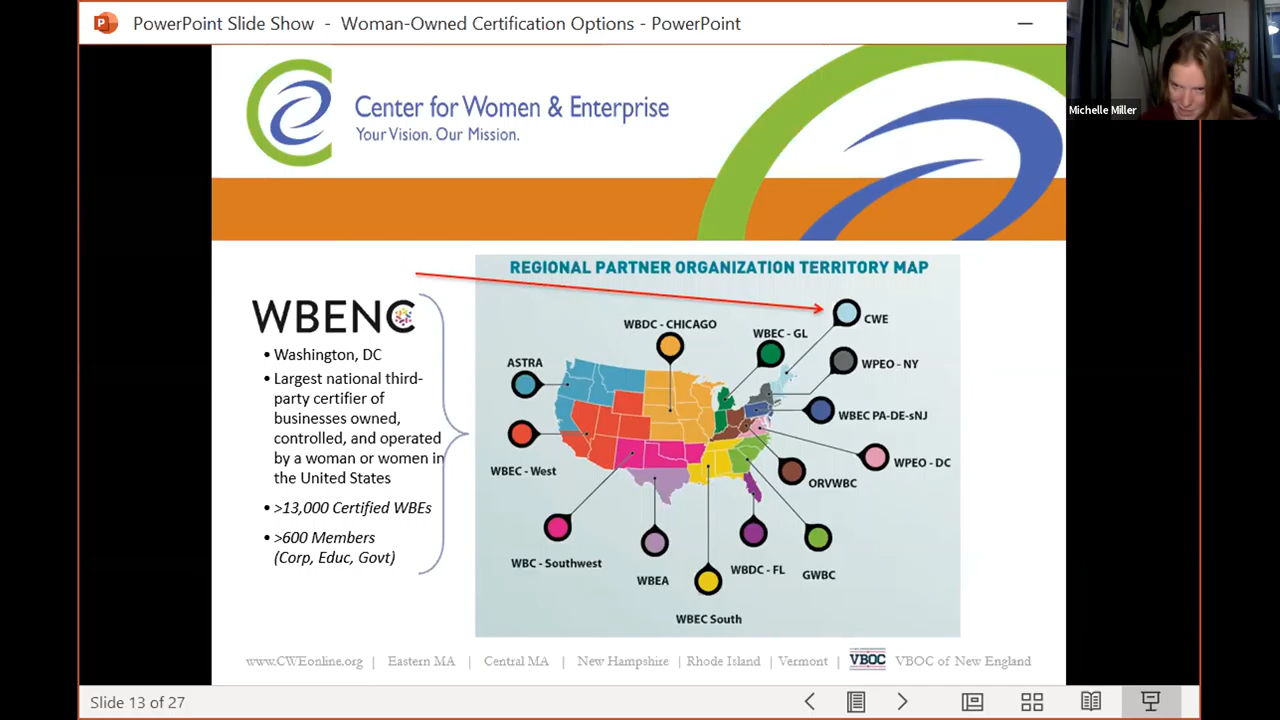 PowerPoint Slide Show - Woman-Owned Certification Options - PowerPoint
Michelle Miller
Center for Women & Enterprise
Your Vision. Our Mission.
REGIONAL PARTNER ORGANIZATION TERRITORY MAP
WBENC
• Washington, DC
• Largest national third-
party certifier of
businesses owned,
controlled, and operated
by a woman or women in
the United States
• >13,000 Certified WBEs
• >600 Members
(Corp, Educ, Govt)
CWE
WBDC - CHICAGO
WBEC - GL
ASTRA
WPEO - NY
WBEC PA-DE-sNJ
WPEO - DC
WBEC - West
ORVWBC
WBC - Southwest
WBEA
WBDC - FL
GWBC
WBEC South
www.CWEonline.org | Eastern MA | Central MA | New Hampshire | Rhode Island | Vermont | VBOC VBOC of New England
Slide 13 of 27